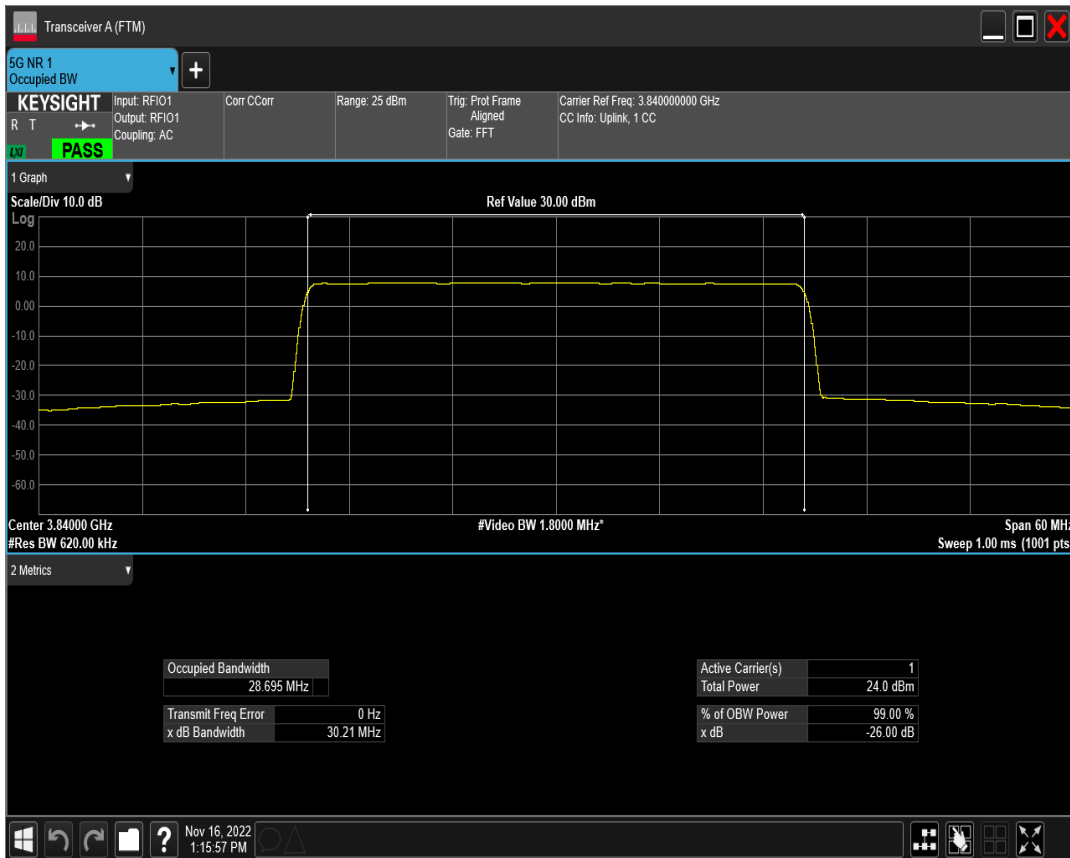 Transceiver A (FTM)
5G NR 1
Occupied BW
+
KEYSIGHT
R T
LXI
PASS
Input: RFIO1
Output: RFIO1
Coupling: AC
Corr CCorr
Range: 25 dBm
Trig: Prot Frame
Aligned
Gate: FFT
Carrier Ref Freq: 3.840000000 GHz
CC Info: Uplink, 1 CC
1 Graph
Scale/Div 10.0 dB
Ref Value 30.00 dBm
Log
20.0
10.0
0.00
-10.0
-20.0
-30.0
-40.0
-50.0
-60.0
Center 3.84000 GHz
#Video BW 1.8000 MHz*
Span 60 MHz
#Res BW 620.00 kHz
Sweep 1.00 ms (1001 pts
2 Metrics
Occupied Bandwidth
28.695 MHz
Transmit Freq Error 0 Hz
x dB Bandwidth 30.21 MHz
Active Carrier(s) 1
Total Power 24.0 dBm
% of OBW Power 99.00 %
x dB -26.00 dB
?
Nov 16, 2022
1:15:57 PM